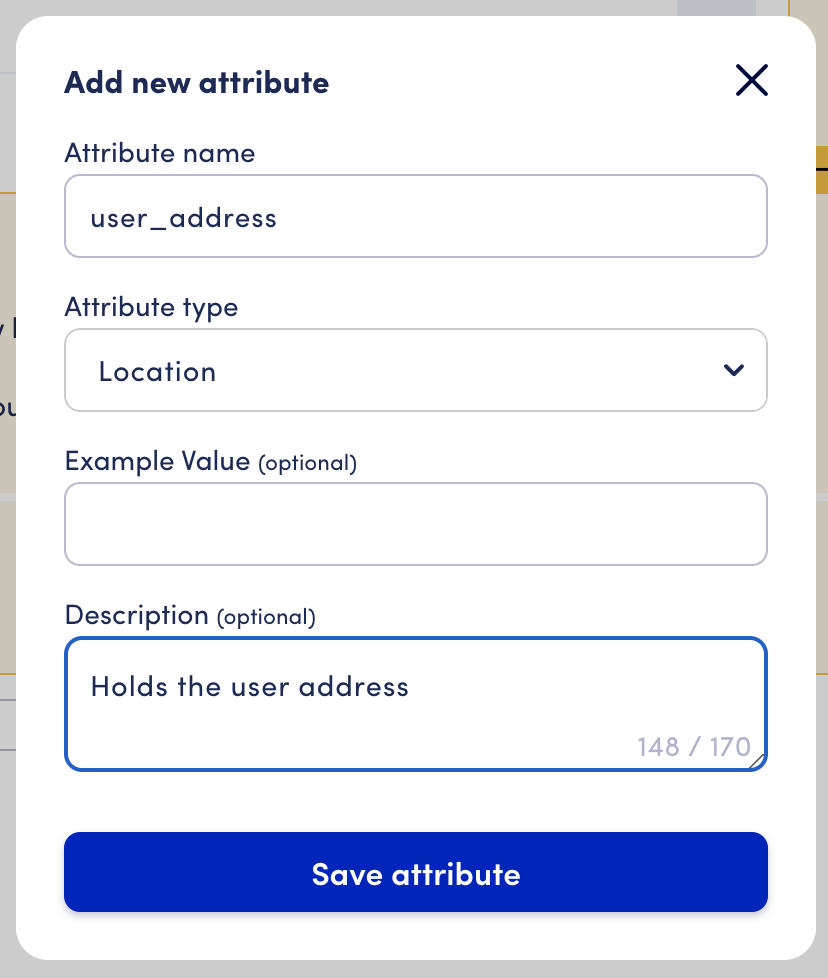 Add new attribute
Attribute name
user_address
Attribute type
Location
Example Value (optional)
Description (optional)
Holds the user address
148 / 170
Save attribute